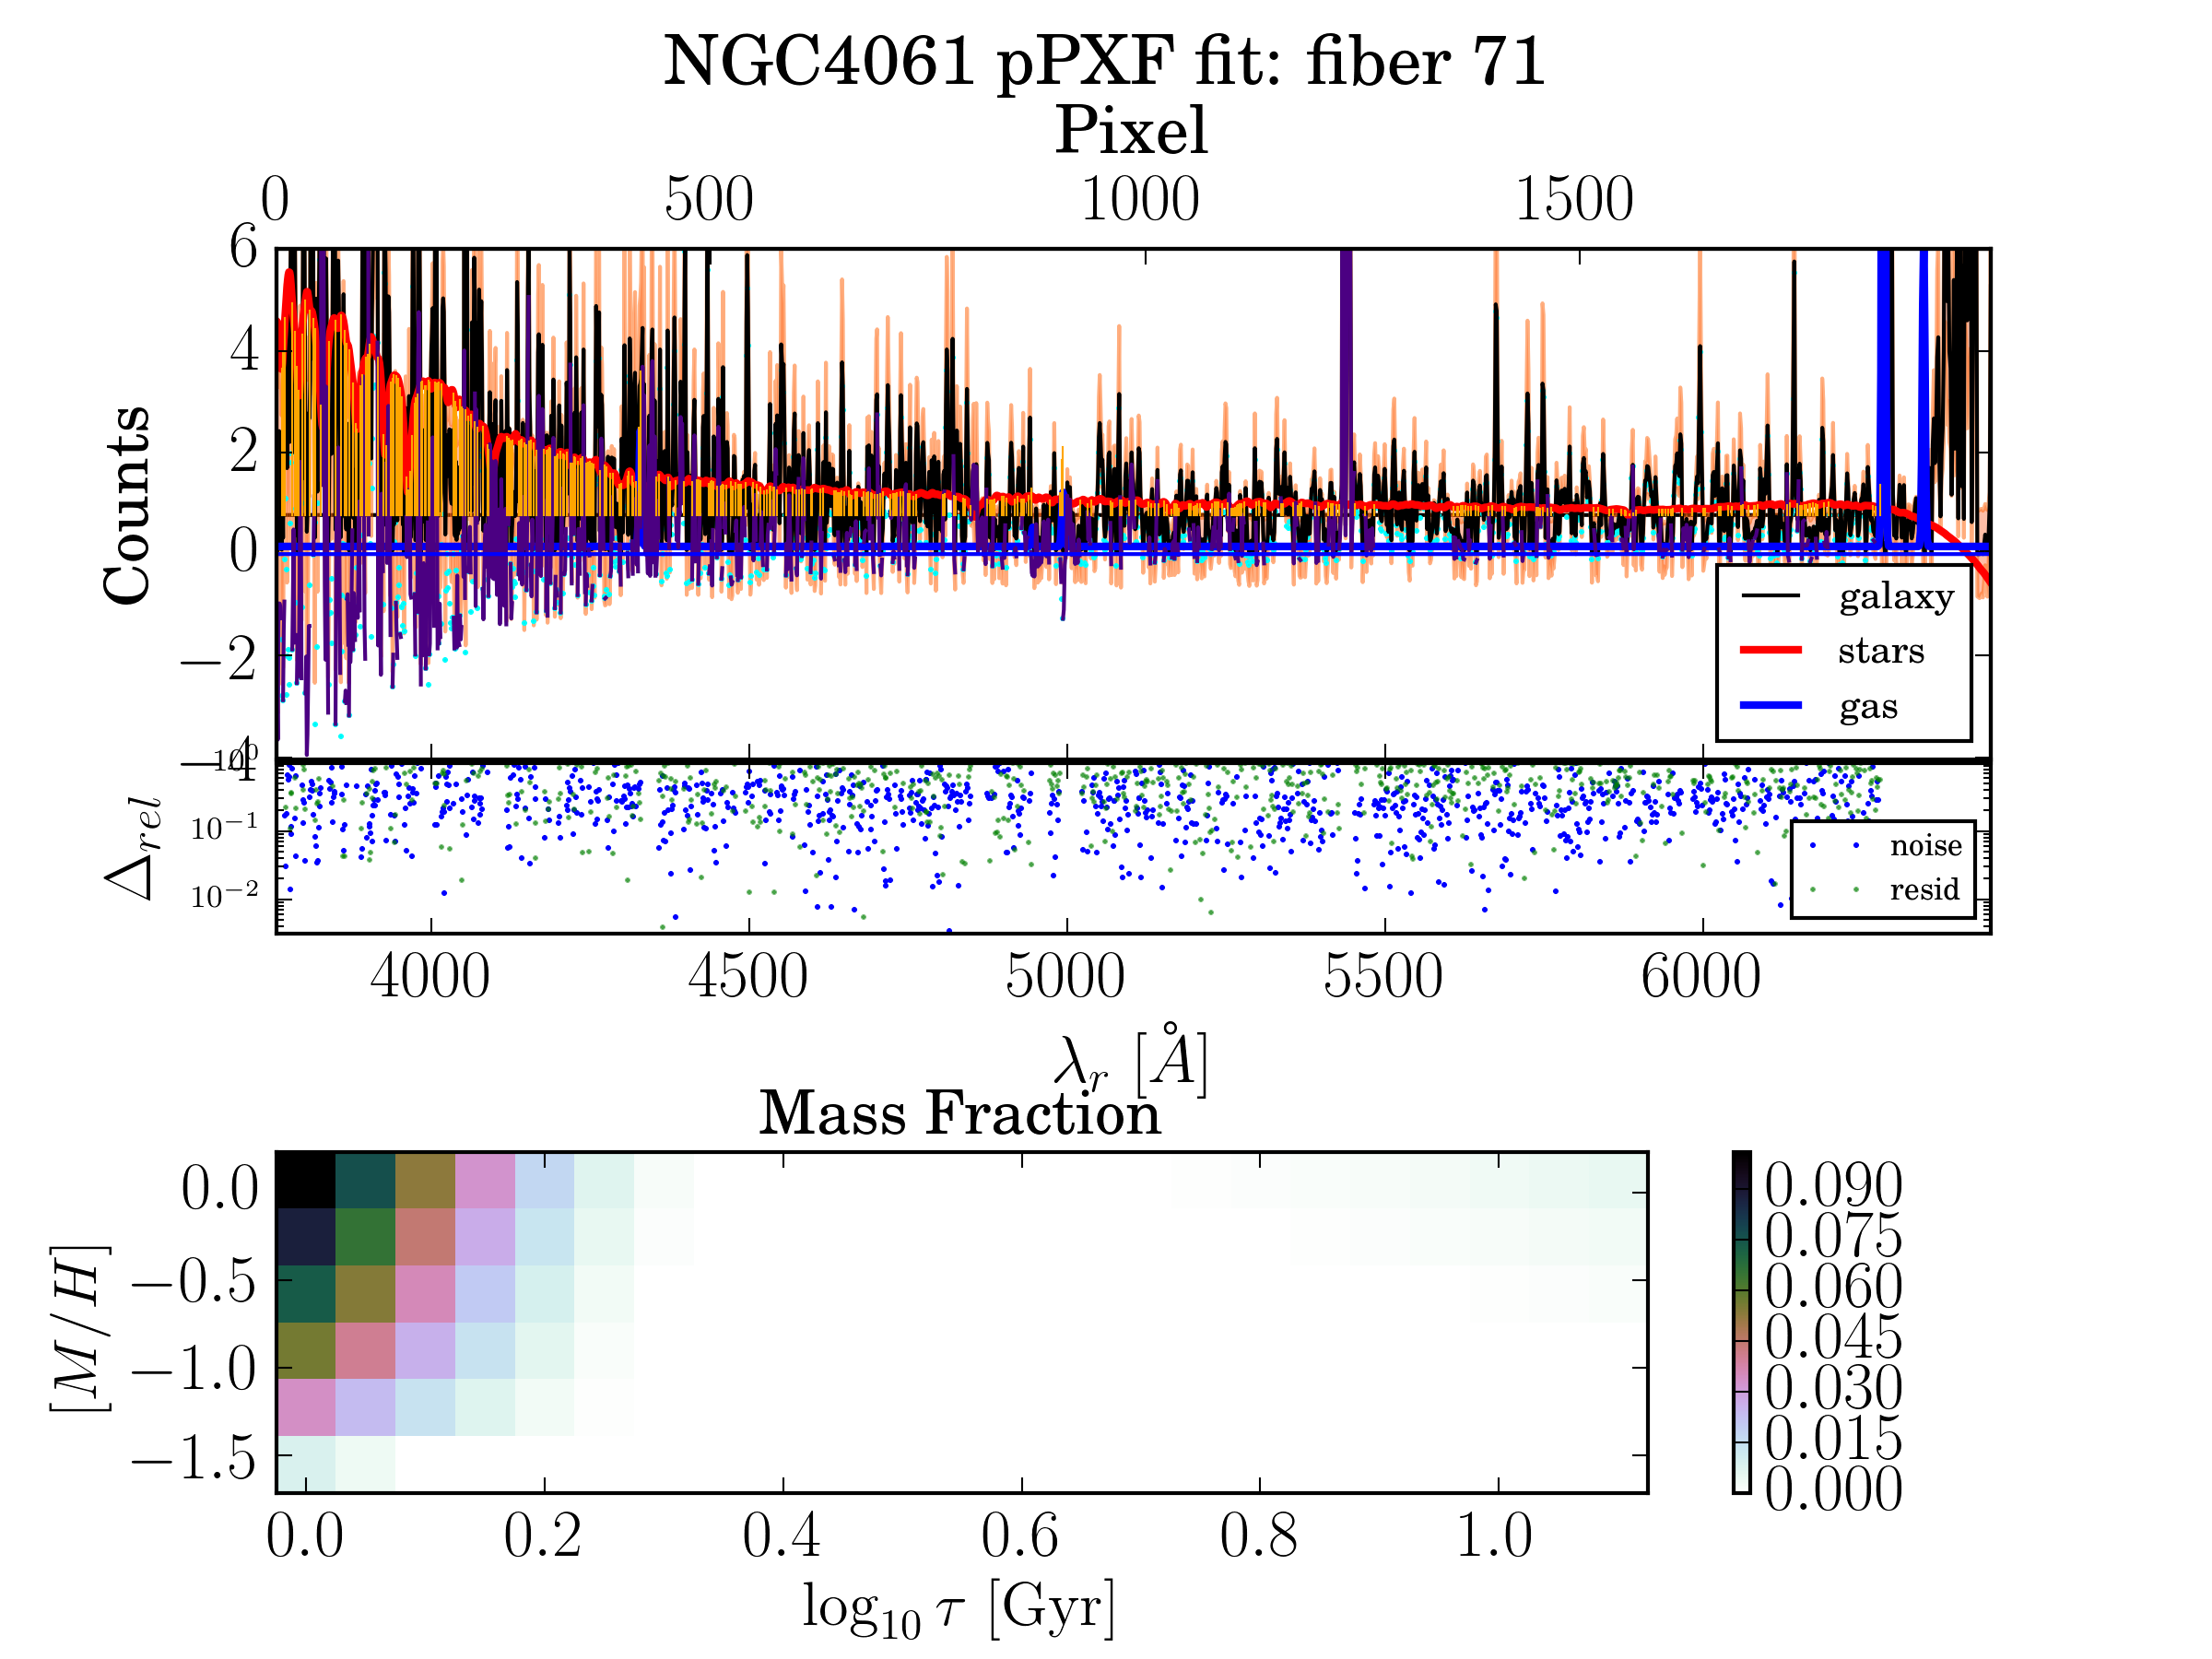 NGC4061 pPXF fit: fiber 71
Pixel
0 500 1000 1500
6
4
2
0
−2
−4
Counts
galaxy
stars
gas
10⁰
10⁻¹
10⁻²
Δrel
noise
resid
4000 4500 5000 5500 6000
λr [Å]
Mass Fraction
0.0
−0.5
−1.0
−1.5
[M/H]
0.0 0.2 0.4 0.6 0.8 1.0
log₁₀ τ [Gyr]
0.090
0.075
0.060
0.045
0.030
0.015
0.000